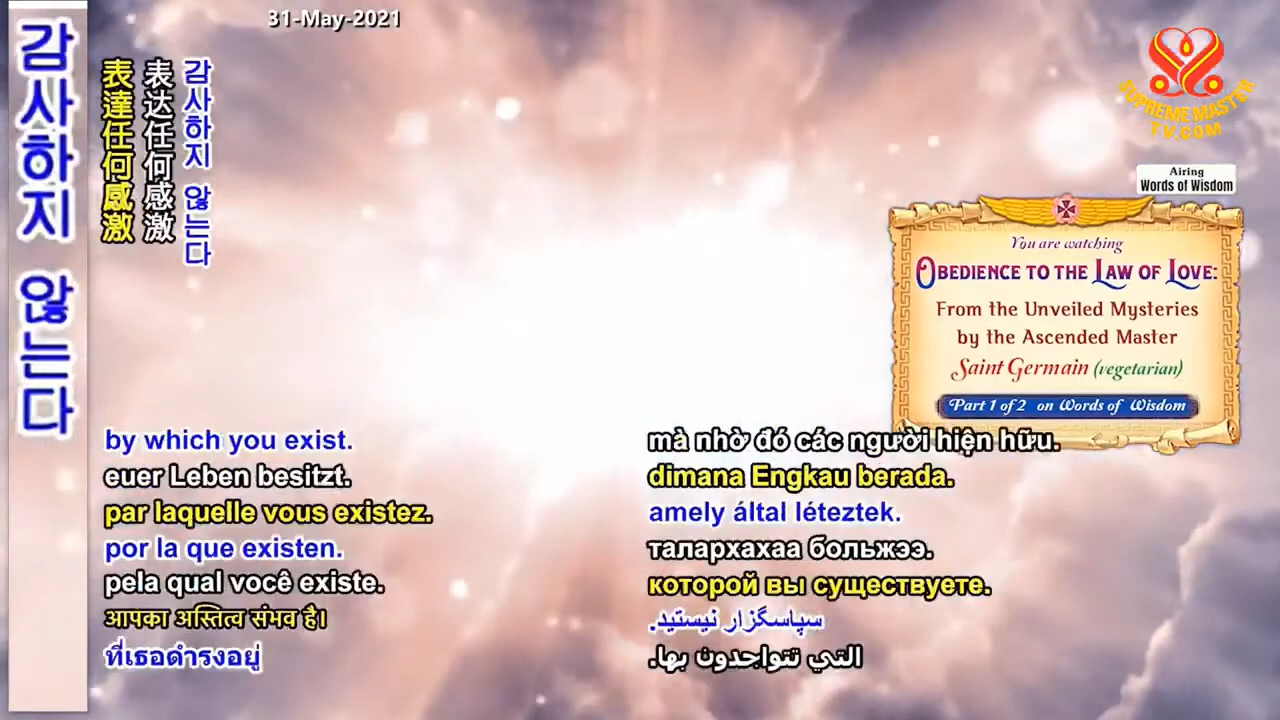 31-May-2021
감사하지 않는다
감사하지 않는다
表达任何感激
表達任何感激
SUPREME MASTER
TV.COM
Airing
Words of Wisdom
You are watching
OBEDIENCE TO THE LAW OF LOVE:
From the Unveiled Mysteries
by the Ascended Master
Saint Germain (vegetarian)
Part 1 of 2 on Words of Wisdom
by which you exist.
euer Leben besitzt.
par laquelle vous existez.
por la que existen.
pela qual você existe.
आपका अस्तित्व संभव है।
ที่เธอดำรงอยู่
mà nhờ đó các người hiện hữu.
dimana Engkau berada.
amely által léteztek.
талархахаа больжээ.
которой вы существуете.
سپاسگزار نیستید.
التي تتواجدون بها.